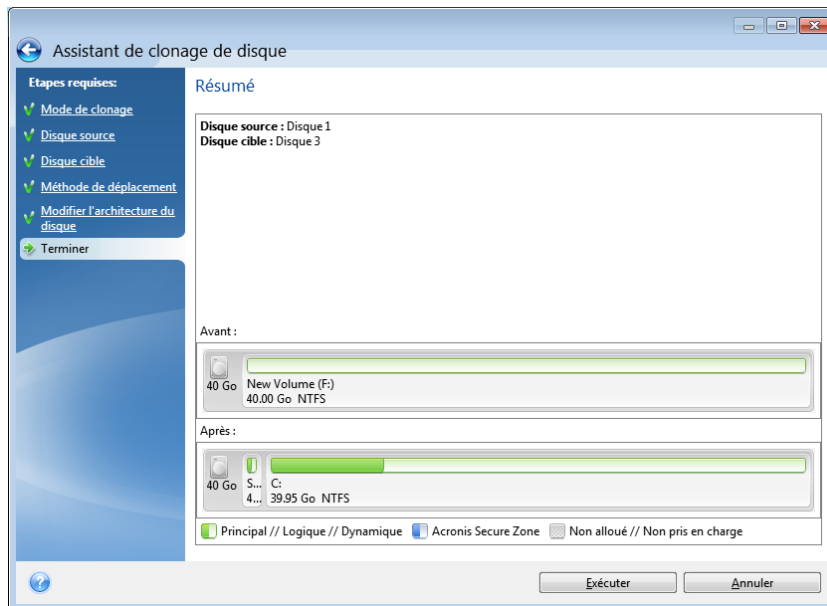 Assistant de clonage de disque
Etapes requises:
Mode de clonage
Disque source
Disque cible
Méthode de déplacement
Modifier l'architecture du
disque
Terminer
Résumé
Disque source : Disque 1
Disque cible : Disque 3
Avant :
40 Go
New Volume (F:)
40.00 Go NTFS
Après :
40 Go
S...
4...
C:
39.95 Go NTFS
Principal // Logique // Dynamique
Acronis Secure Zone
Non alloué // Non pris en charge
Exécuter
Annuler